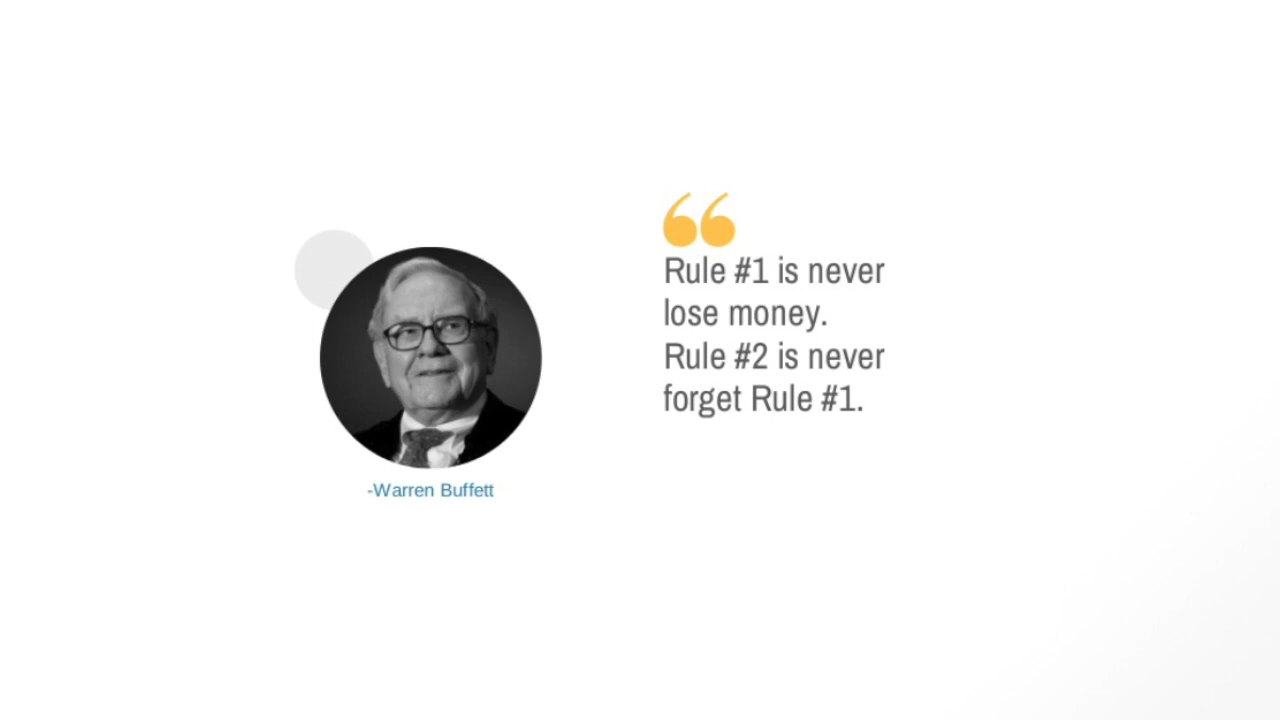 “
Rule #1 is never
lose money.
Rule #2 is never
forget Rule #1.
-Warren Buffett